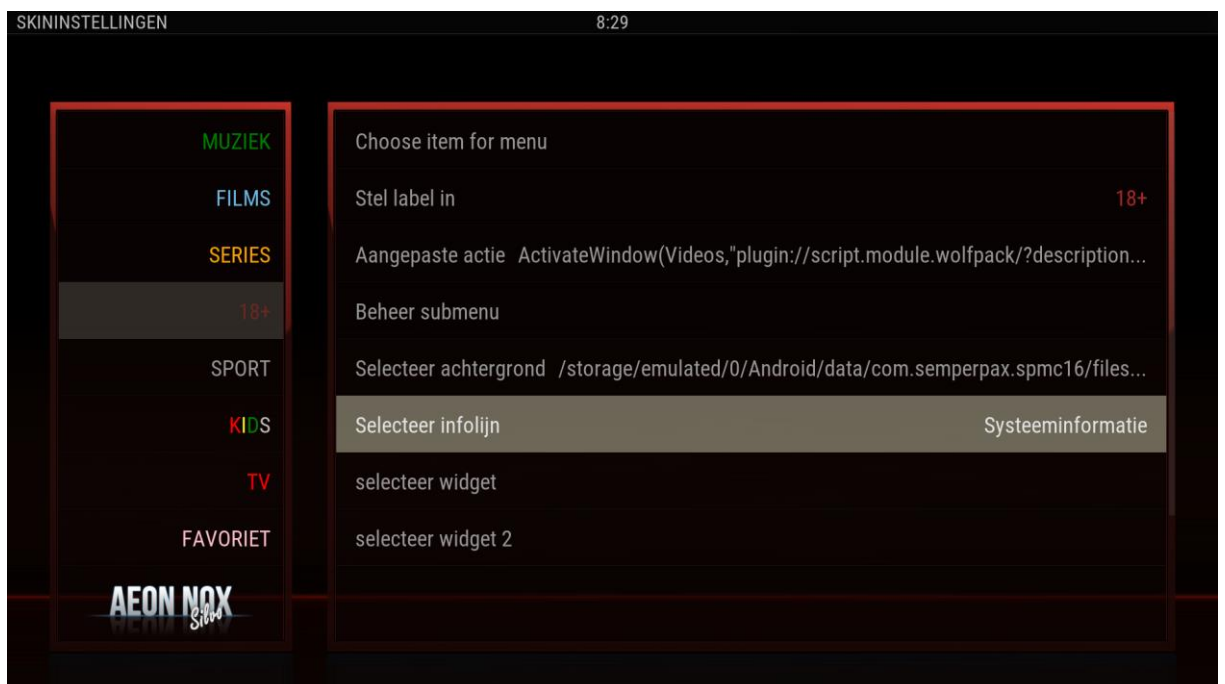 SKININSTELLINGEN 8:29
MUZIEK
FILMS
SERIES
18+
SPORT
KIDS
TV
FAVORIET
AEON NOX
Silvo
Choose item for menu
Stel label in 18+
Aangepaste actie ActivateWindow(Videos,"plugin://script.module.wolfpack/?description...
Beheer submenu
Selecteer achtergrond /storage/emulated/0/Android/data/com.semperpax.spmc16/files...
Selecteer infolijn Systeeminformatie
selecteer widget
selecteer widget 2